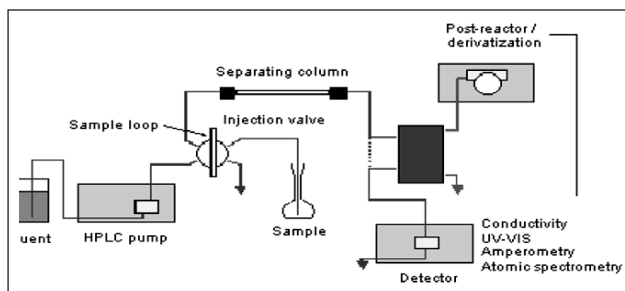 Post-reactor /
derivatization
Separating column
Sample loop
Injection valve
uent
HPLC pump
Sample
Detector
Conductivity
UV-VIS
Amperometry
Atomic spectrometry